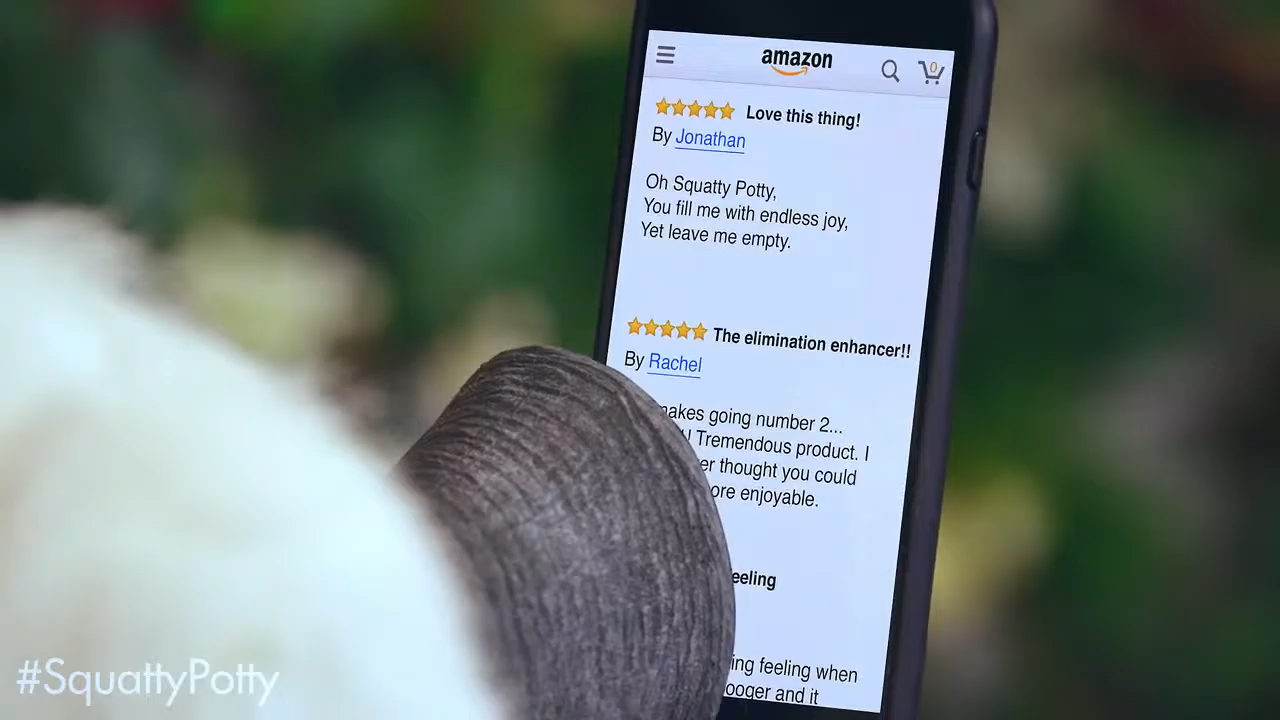 amazon
0
Love this thing!
By Jonathan
Oh Squatty Potty,
You fill me with endless joy,
Yet leave me empty.
The elimination enhancer!!
By Rachel
going number 2...
Tremendous product. I
thought you could
enjoyable.
feeling when
and it
#SquattyPotty